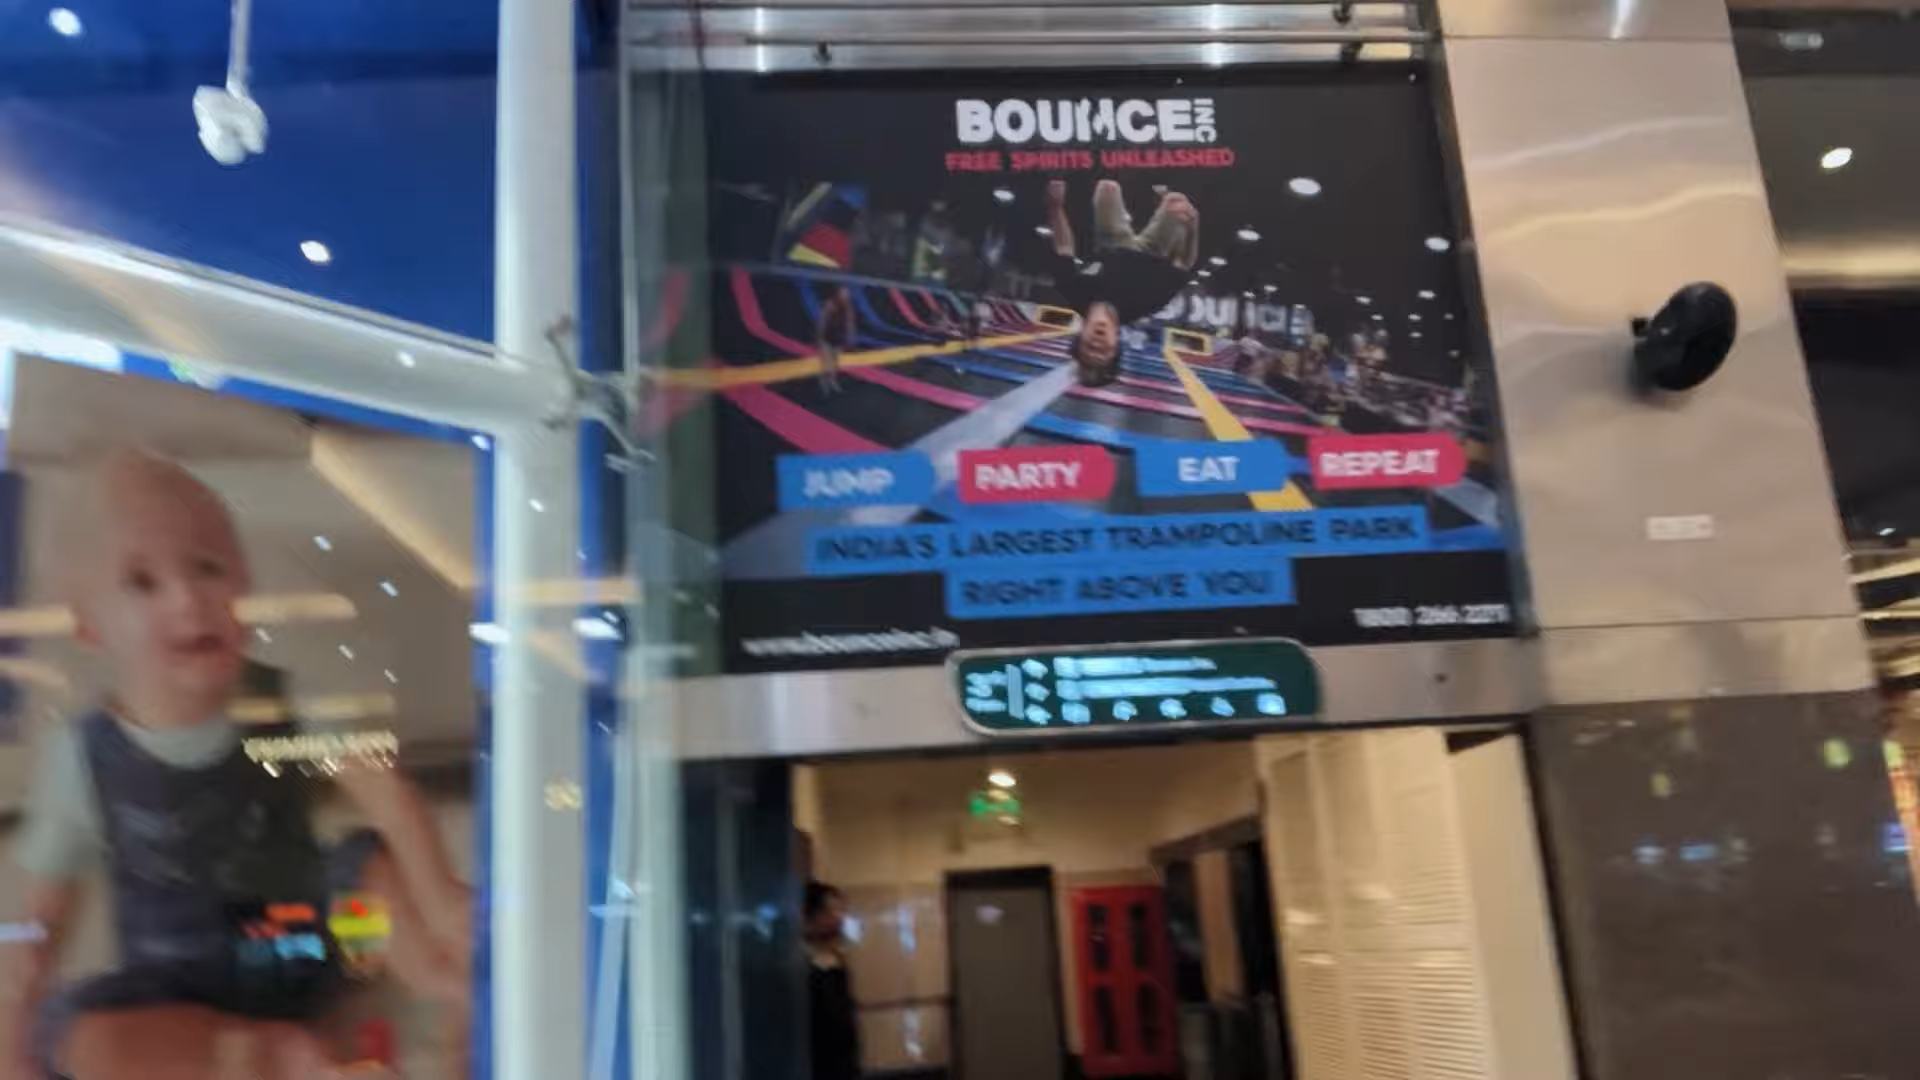 BOUNCE INC
FREE SPIRITS UNLEASHED
JUMP
PARTY
EAT
REPEAT
INDIA'S LARGEST TRAMPOLINE PARK
RIGHT ABOVE YOU